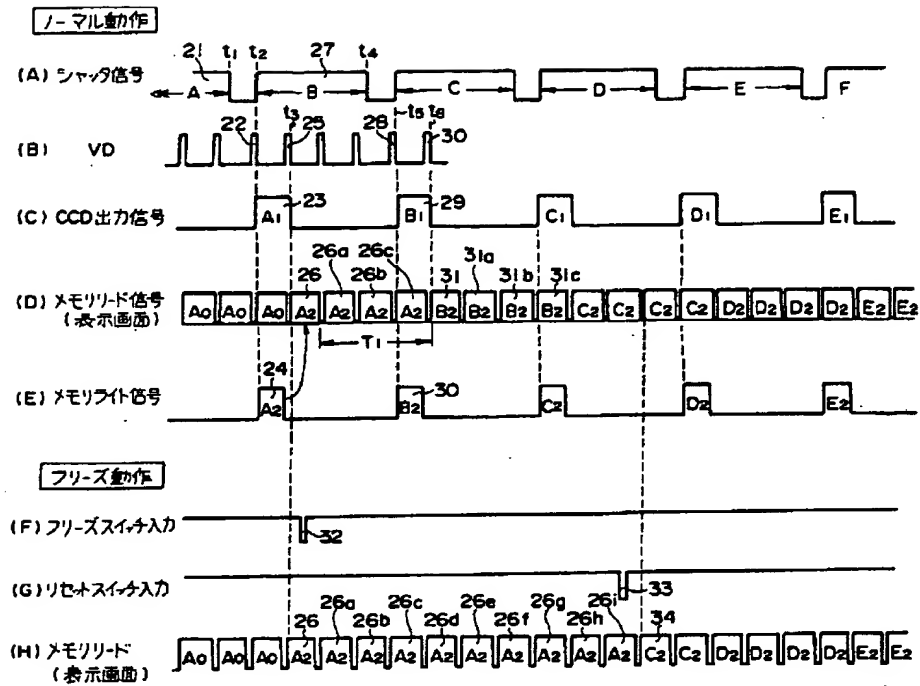 ノーマル動作
21 t1 t2 27 t4
(A) シャッタ信号 A B C D E F
22 t3 25 28 t5 t6 30
(B) VD
(C) CCD出力信号 A1 23 B1 29 C1 D1 E1
26 26a 26b 26c 31 31a 31b 31c
(D) メモリリード信号 A0 A0 A0 A2 A2 A2 A2 B2 B2 B2 B2 C2 C2 C2 C2 D2 D2 D2 D2 E2 E2
(表示画面)
T1
24 30
(E) メモリライト信号 A2 B2 C2 D2 E2
フリーズ動作
(F) フリーズスイッチ入力 32
(G) リセットスイッチ入力 33
26 26a 26b 26c 26d 26e 26f 26g 26h 26i 34
(H) メモリリード A0 A0 A0 A2 A2 A2 A2 A2 A2 A2 A2 A2 A2 C2 C2 D2 D2 D2 D2 E2 E2
(表示画面)